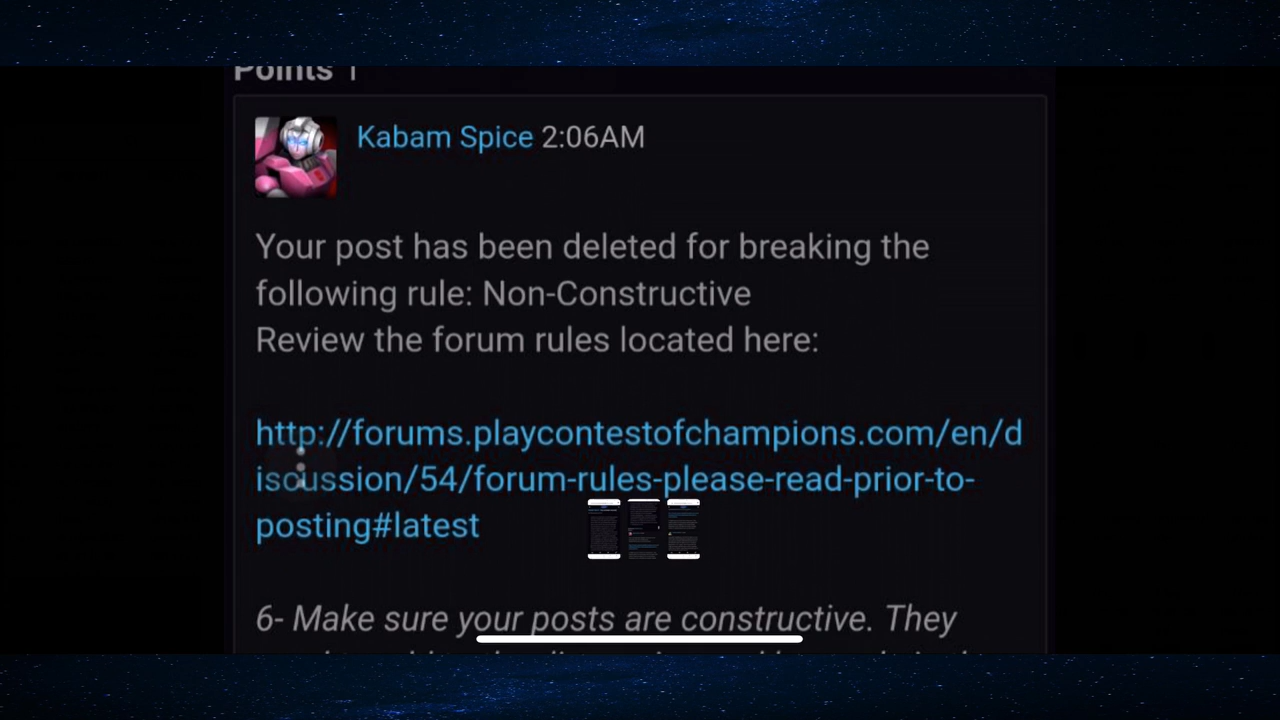 Points 1
Kabam Spice 2:06AM
Your post has been deleted for breaking the
following rule: Non-Constructive
Review the forum rules located here:
http://forums.playcontestofchampions.com/en/d
iscussion/54/forum-rules-please-read-prior-to-
posting#latest
6- Make sure your posts are constructive. They